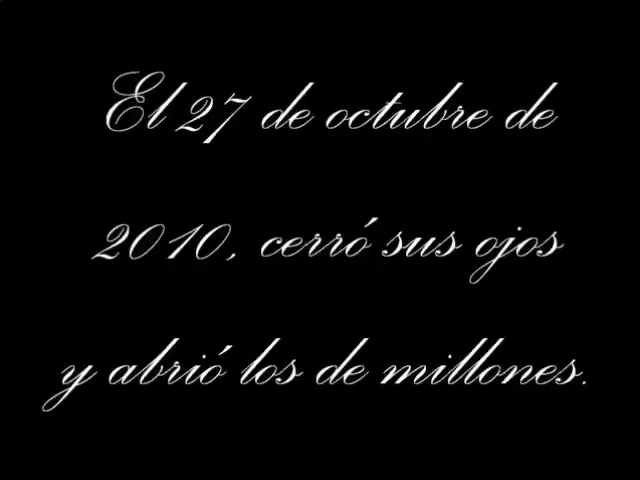 El 27 de octubre de
2010, cerró sus ojos
y abrió los de millones.